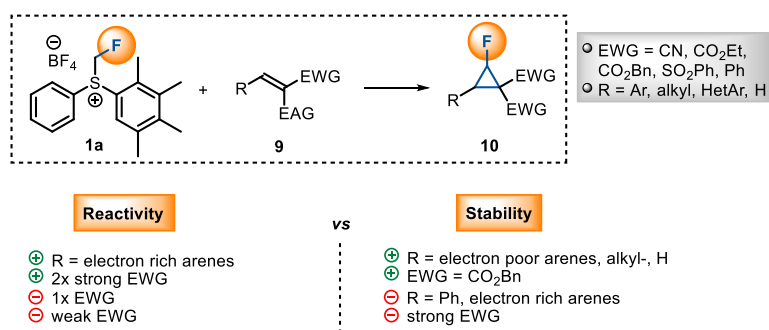 F
⊖
BF4
S
⊕
1a
+
R
EWG
EAG
9
F
R
EWG
EWG
10
EWG = CN, CO2Et,
CO2Bn, SO2Ph, Ph
R = Ar, alkyl, HetAr, H
Reactivity
vs
Stability
⊕ R = electron rich arenes
⊕ 2x strong EWG
⊖ 1x EWG
⊖ weak EWG
⊕ R = electron poor arenes, alkyl-, H
⊕ EWG = CO2Bn
⊖ R = Ph, electron rich arenes
⊖ strong EWG